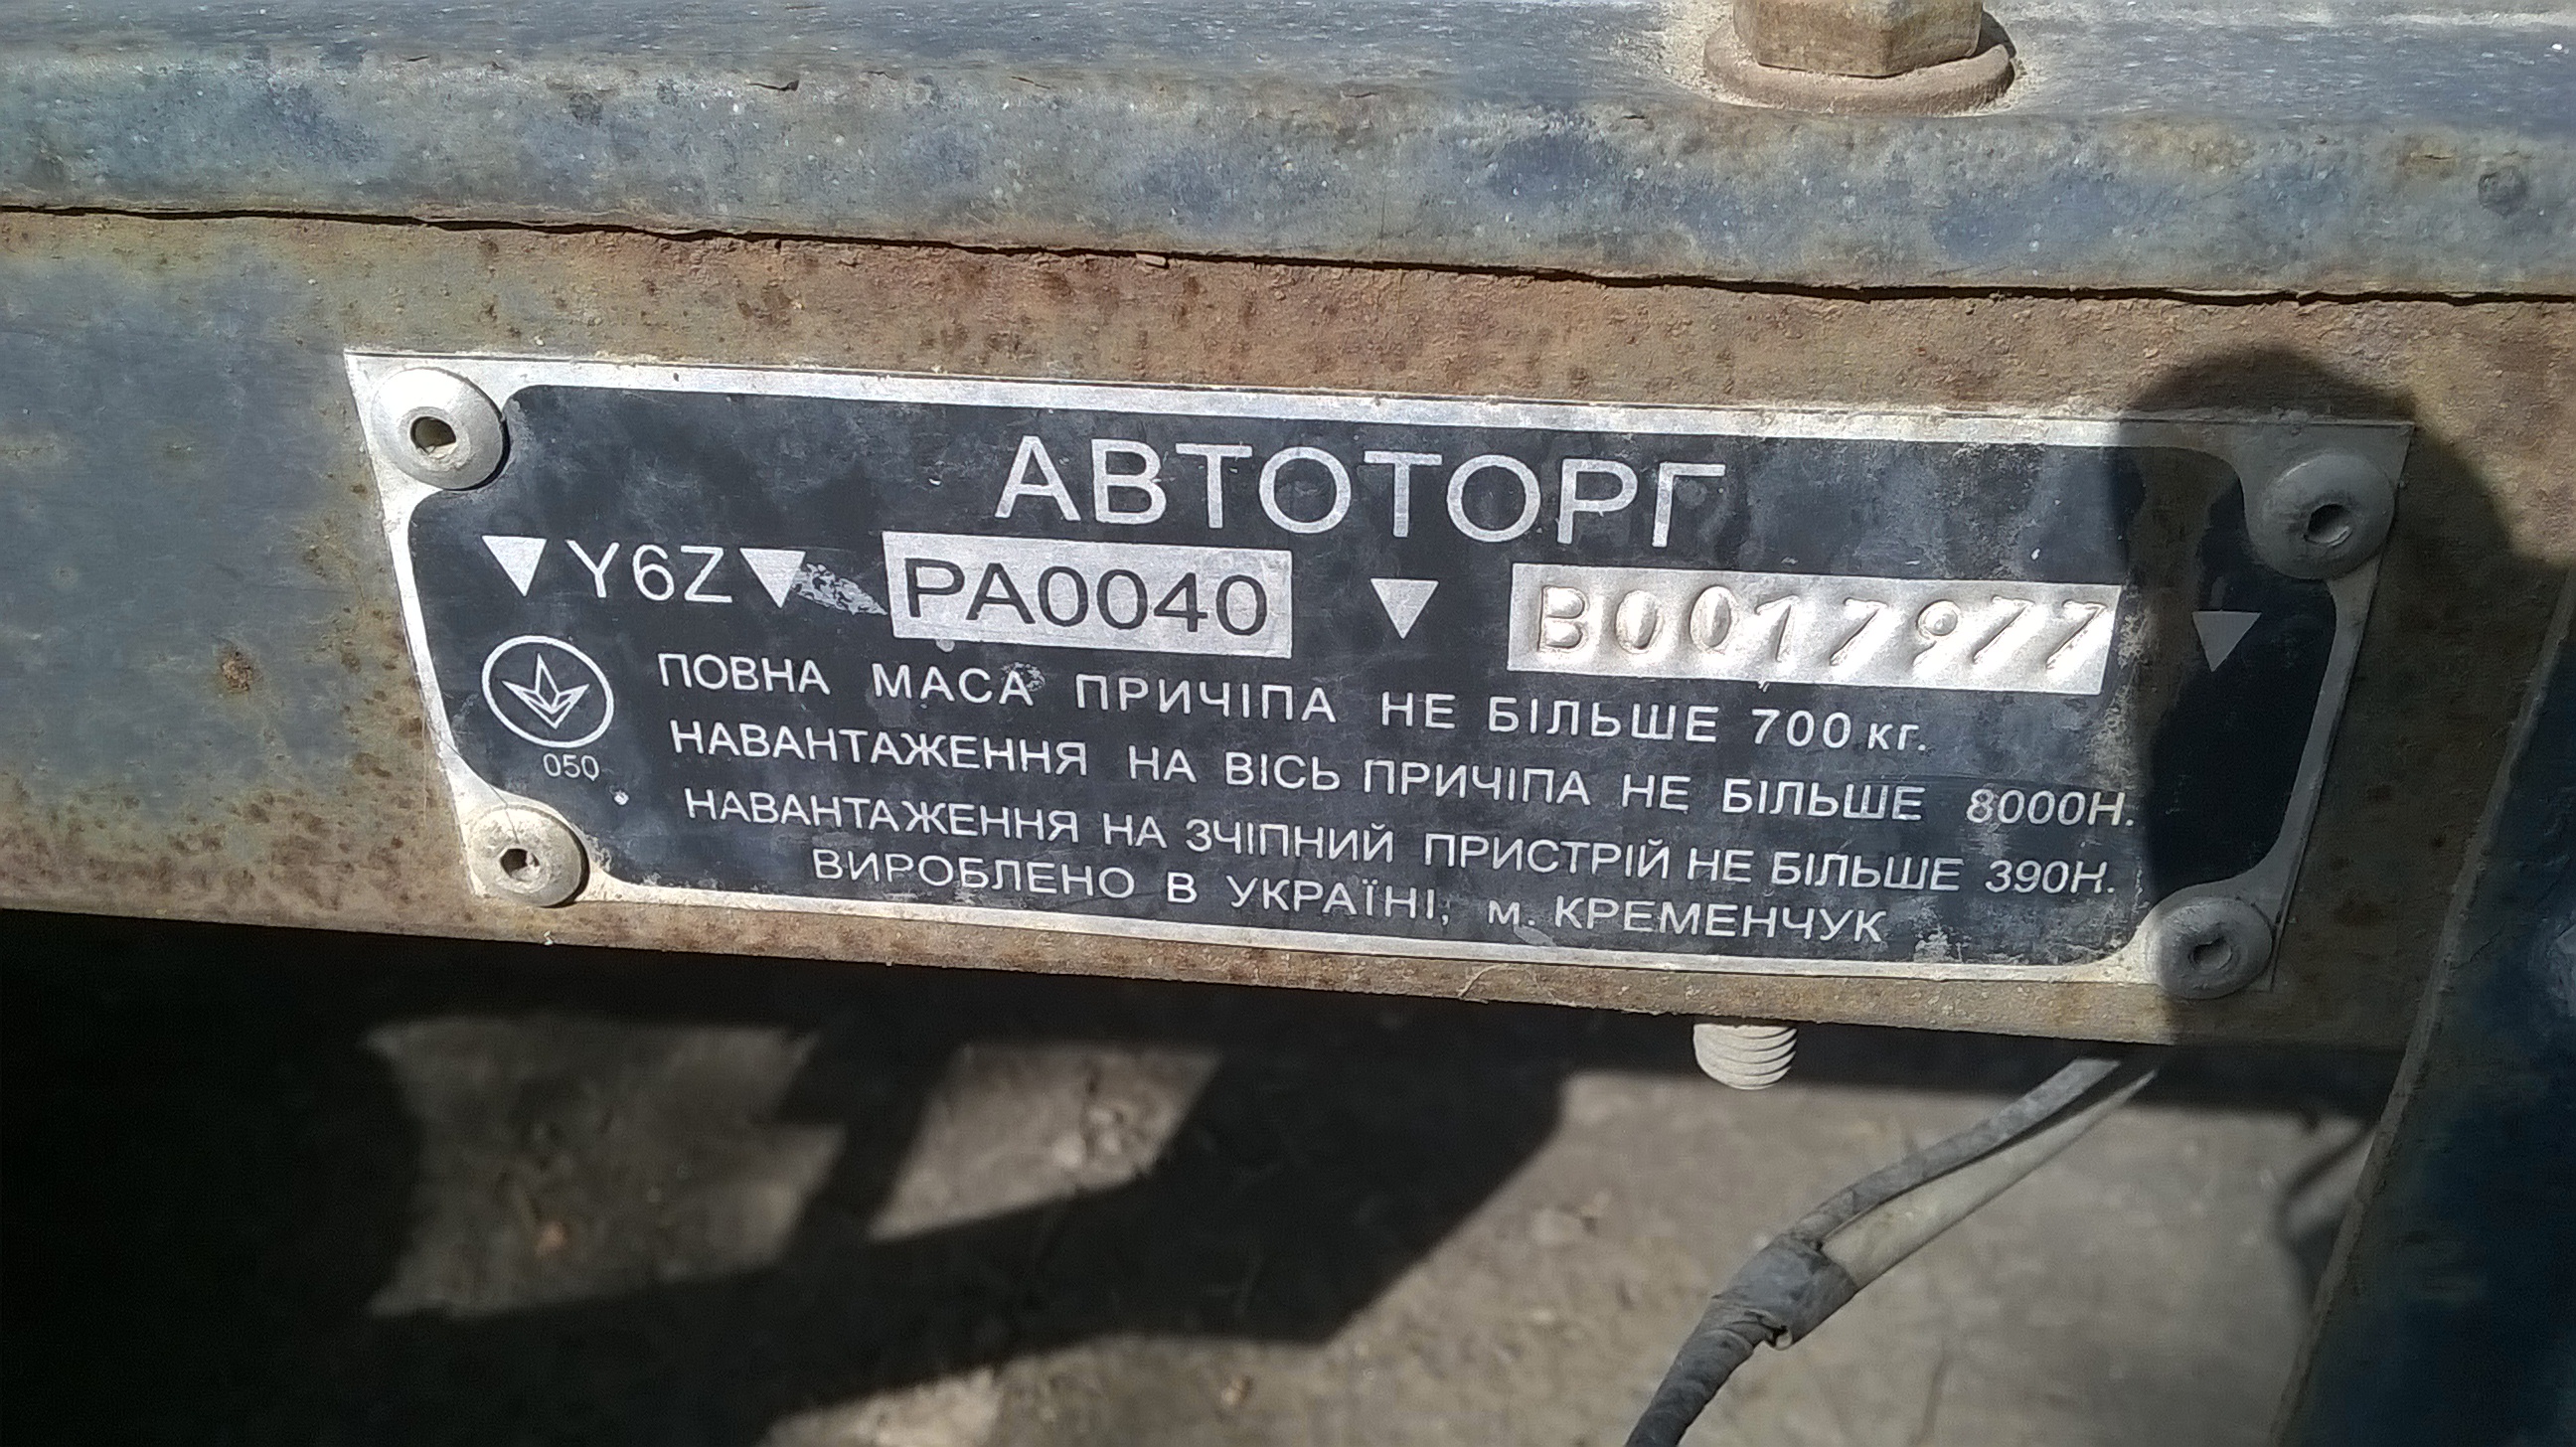 АВТОТОРГ
▼Y6Z▼ PA0040 ▼ B0017977 ▼
ПОВНА МАСА ПРИЧІПА НЕ БІЛЬШЕ 700 кг.
НАВАНТАЖЕННЯ НА ВІСЬ ПРИЧІПА НЕ БІЛЬШЕ 8000Н.
050
НАВАНТАЖЕННЯ НА ЗЧІПНИЙ ПРИСТРІЙ НЕ БІЛЬШЕ 390Н.
ВИРОБЛЕНО В УКРАЇНІ, м. КРЕМЕНЧУК